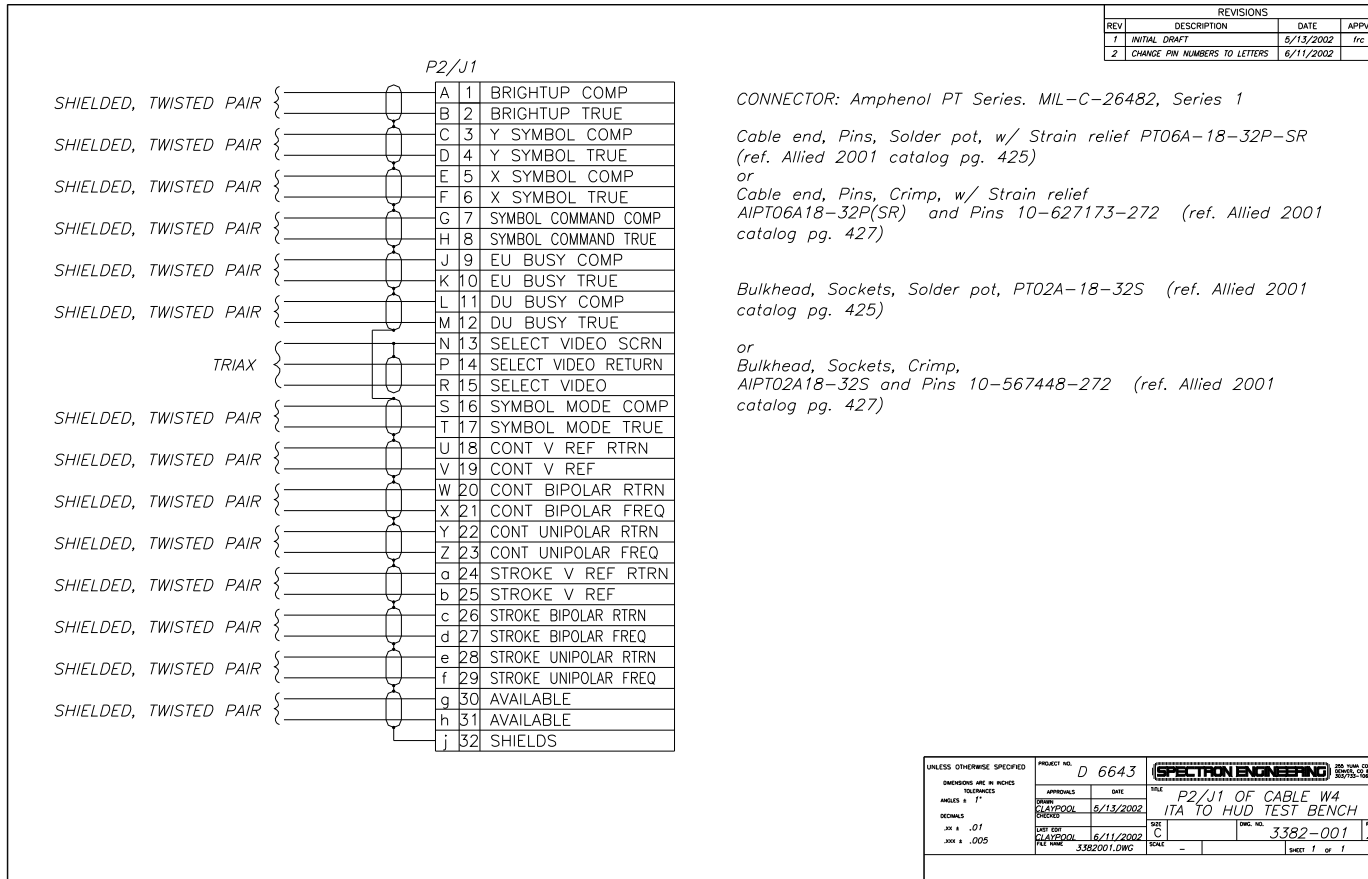 REVISIONS
REV DESCRIPTION DATE APPV
1 INITIAL DRAFT 5/13/2002 frc
2 CHANGE PIN NUMBERS TO LETTERS 6/11/2002
P2/J1
SHIELDED, TWISTED PAIR
A 1 BRIGHTUP COMP
B 2 BRIGHTUP TRUE
SHIELDED, TWISTED PAIR
C 3 Y SYMBOL COMP
D 4 Y SYMBOL TRUE
SHIELDED, TWISTED PAIR
E 5 X SYMBOL COMP
F 6 X SYMBOL TRUE
SHIELDED, TWISTED PAIR
G 7 SYMBOL COMMAND COMP
H 8 SYMBOL COMMAND TRUE
SHIELDED, TWISTED PAIR
J 9 EU BUSY COMP
K 10 EU BUSY TRUE
SHIELDED, TWISTED PAIR
L 11 DU BUSY COMP
M 12 DU BUSY TRUE
TRIAX
N 13 SELECT VIDEO SCRN
P 14 SELECT VIDEO RETURN
R 15 SELECT VIDEO
SHIELDED, TWISTED PAIR
S 16 SYMBOL MODE COMP
T 17 SYMBOL MODE TRUE
SHIELDED, TWISTED PAIR
U 18 CONT V REF RTRN
V 19 CONT V REF
SHIELDED, TWISTED PAIR
W 20 CONT BIPOLAR RTRN
X 21 CONT BIPOLAR FREQ
SHIELDED, TWISTED PAIR
Y 22 CONT UNIPOLAR RTRN
Z 23 CONT UNIPOLAR FREQ
SHIELDED, TWISTED PAIR
a 24 STROKE V REF RTRN
b 25 STROKE V REF
SHIELDED, TWISTED PAIR
c 26 STROKE BIPOLAR RTRN
d 27 STROKE BIPOLAR FREQ
SHIELDED, TWISTED PAIR
e 28 STROKE UNIPOLAR RTRN
f 29 STROKE UNIPOLAR FREQ
SHIELDED, TWISTED PAIR
g 30 AVAILABLE
h 31 AVAILABLE
j 32 SHIELDS
CONNECTOR: Amphenol PT Series. MIL-C-26482, Series 1
Cable end, Pins, Solder pot, w/ Strain relief PT06A-18-32P-SR
(ref. Allied 2001 catalog pg. 425)
or
Cable end, Pins, Crimp, w/ Strain relief
AIPT06A18-32P(SR) and Pins 10-627173-272 (ref. Allied 2001
catalog pg. 427)
Bulkhead, Sockets, Solder pot, PT02A-18-32S (ref. Allied 2001
catalog pg. 425)
or
Bulkhead, Sockets, Crimp,
AIPT02A18-32S and Pins 10-567448-272 (ref. Allied 2001
catalog pg. 427)
UNLESS OTHERWISE SPECIFIED
DIMENSIONS ARE IN INCHES
TOLERANCES
ANGLES ± 1°
DECIMALS
.XX ± .01
.XXX ± .005
PROJECT NO.
D 6643
APPROVALS DATE
DRAWN
CLAYPOOL 5/13/2002
CHECKED
LAST EDIT
CLAYPOOL 6/11/2002
FILE NAME 3382001.DWG
SPECTRON ENGINEERING
TITLE
P2/J1 OF CABLE W4
ITA TO HUD TEST BENCH
SIZE
C
DWG. NO.
3382-001
SCALE -
SHEET 1 OF 1